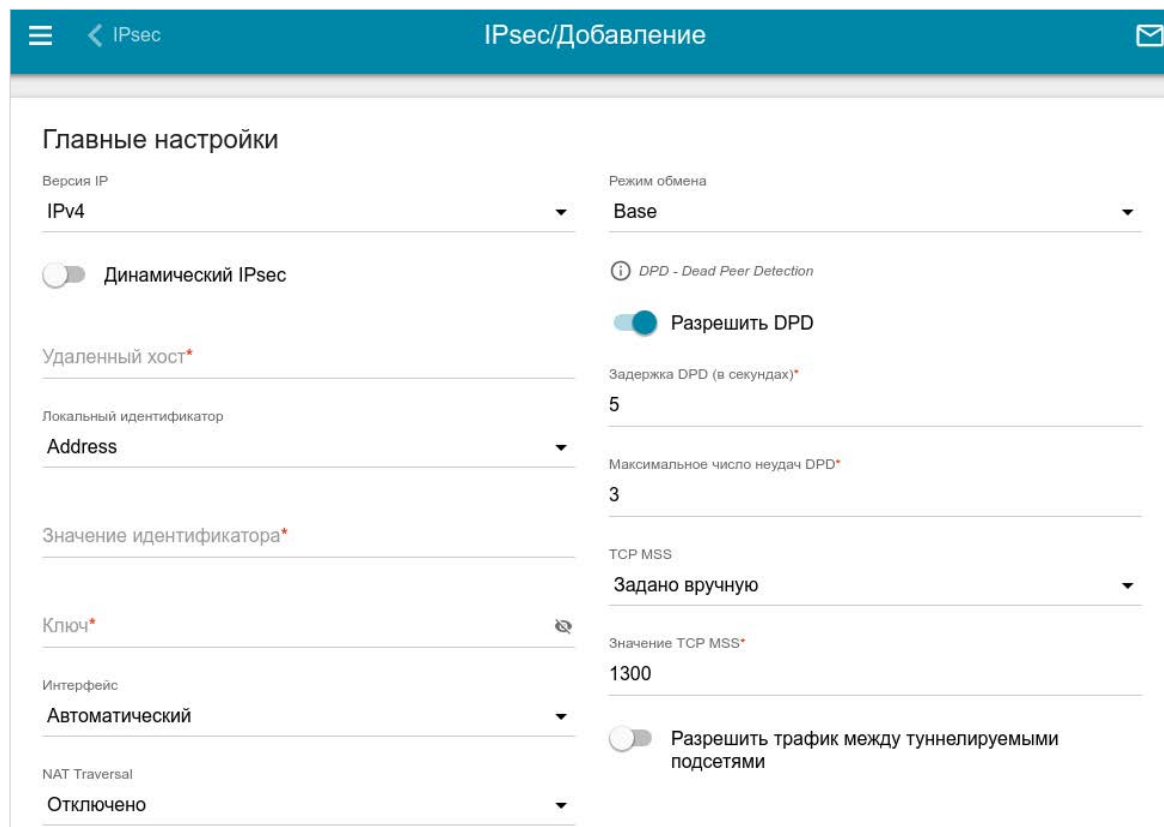 IPsec
IPsec/Добавление
Главные настройки
Версия IP
IPv4
Динамический IPsec
Удаленный хост*
Локальный идентификатор
Address
Значение идентификатора*
Ключ*
Интерфейс
Автоматический
NAT Traversal
Отключено
Режим обмена
Base
DPD - Dead Peer Detection
Разрешить DPD
Задержка DPD (в секундах)*
5
Максимальное число неудач DPD*
3
TCP MSS
Задано вручную
Значение TCP MSS*
1300
Разрешить трафик между туннелируемыми
подсетями